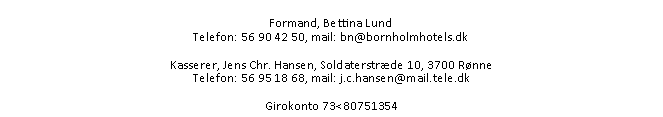 Formand, Bettina Lund
Telefon: 56 90 42 50, mail: bn@bornholmhotels.dk
Kasserer, Jens Chr. Hansen, Soldaterstræde 10, 3700 Rønne
Telefon: 56 95 18 68, mail: j.c.hansen@mail.tele.dk
Girokonto 73<80751354